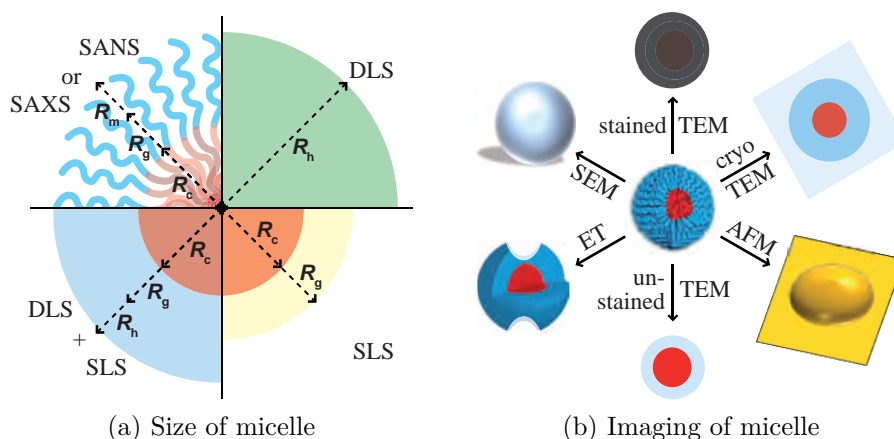 SANS
or
SAXS
R_m
R_g
R_c
DLS
R_h
R_c
R_g
R_h
DLS
+
SLS
R_c
R_g
SLS
(a) Size of micelle
stained TEM
cryo
TEM
SEM
ET
AFM
un-
stained TEM
(b) Imaging of micelle